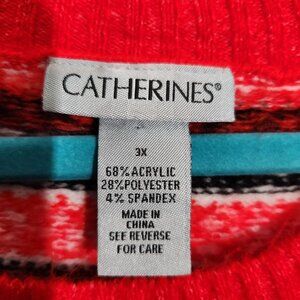 CATHERINES®
3X
68% ACRYLIC
28% POLYESTER
4% SPANDEX
MADE IN
CHINA
SEE REVERSE
FOR CARE